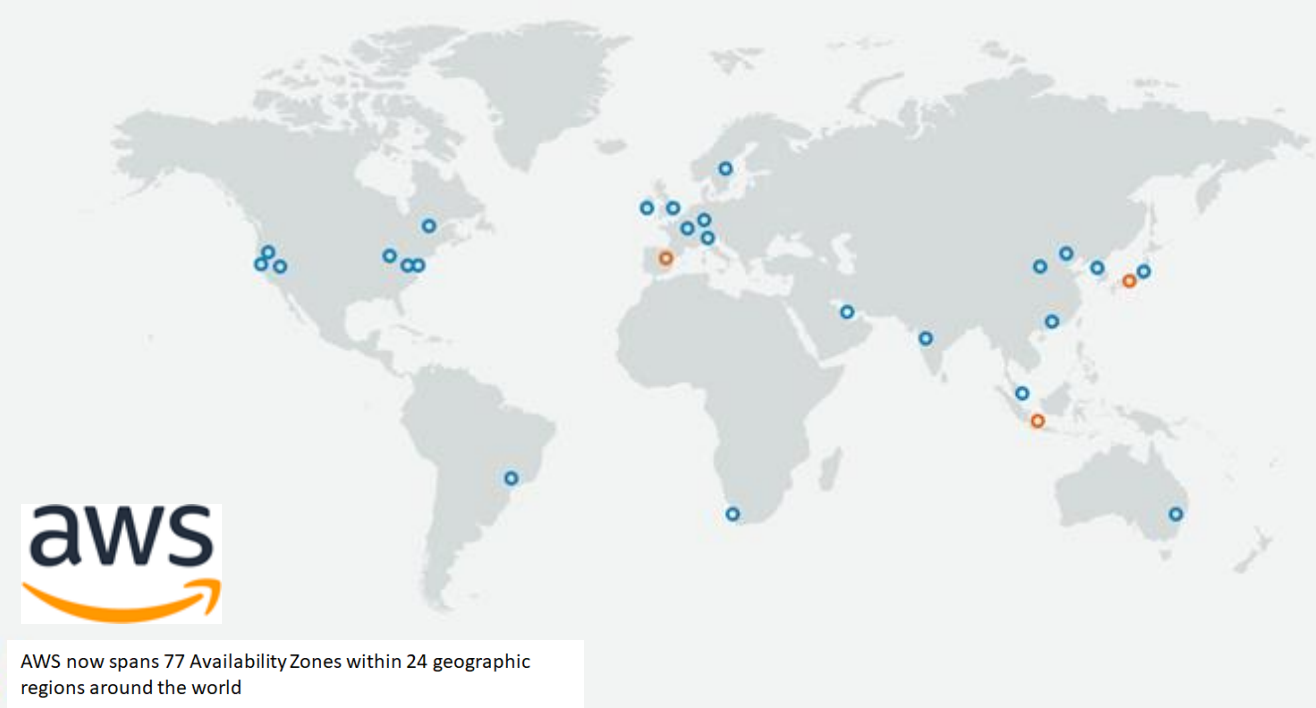 aws
AWS now spans 77 Availability Zones within 24 geographic
regions around the world